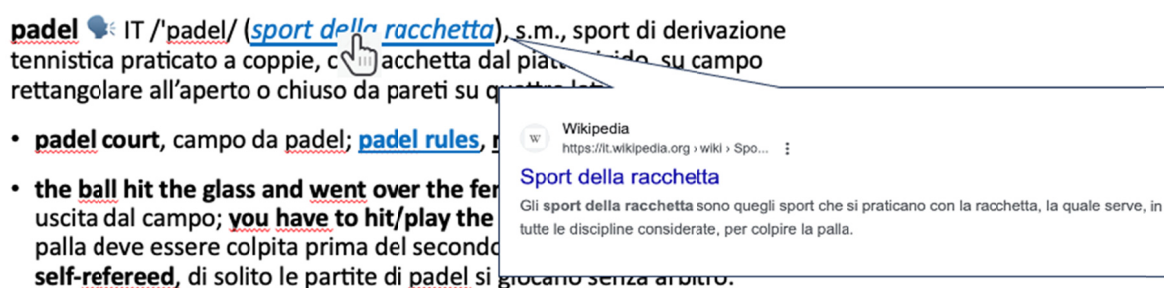 padel IT /'padel/ (sport della racchetta), s.m., sport di derivazione
tennistica praticato a coppie, acchetta dal su campo
rettangolare all'aperto o chiuso da pareti su
• padel court, campo da padel; padel rules,
• the ball hit the glass and went over the
uscita dal campo; you have to hit/play the
palla deve essere colpita prima del
self-refereed, di solito le partite di padel si giocano senza arbitro.
W
Wikipedia
https://it.wikipedia.org › wiki › Spo...
Sport della racchetta
Gli sport della racchetta sono quegli sport che si praticano con la racchetta, la quale serve, in
tutte le discipline considerate, per colpire la palla.